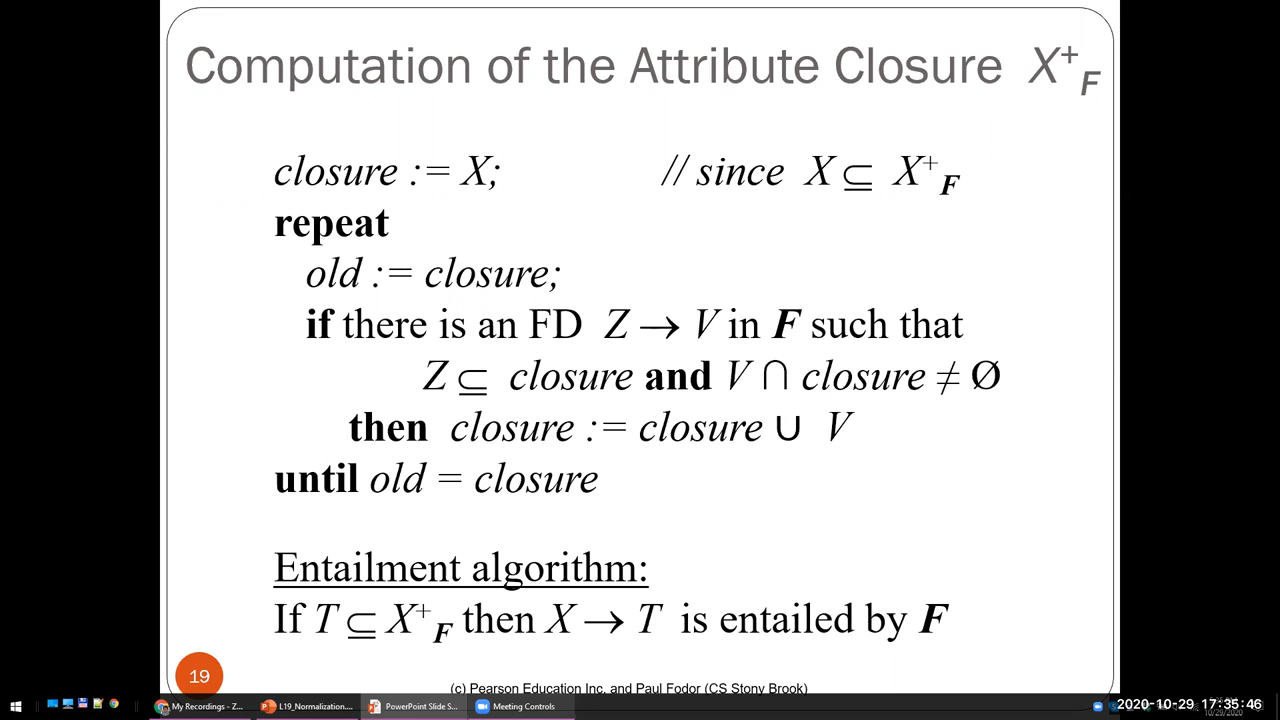 Computation of the Attribute Closure X⁺F
closure := X; // since X ⊆ X⁺F
repeat
old := closure;
if there is an FD Z → V in F such that
Z ⊆ closure and V ∩ closure ≠ Ø
then closure := closure ∪ V
until old = closure
Entailment algorithm:
If T ⊆ X⁺F then X → T is entailed by F
19
(c) Pearson Education Inc. and Paul Fodor (CS Stony Brook)
My Recordings - Z... L19_Normalization.... PowerPoint Slide S... Meeting Controls 2020-10-29 17:35:46